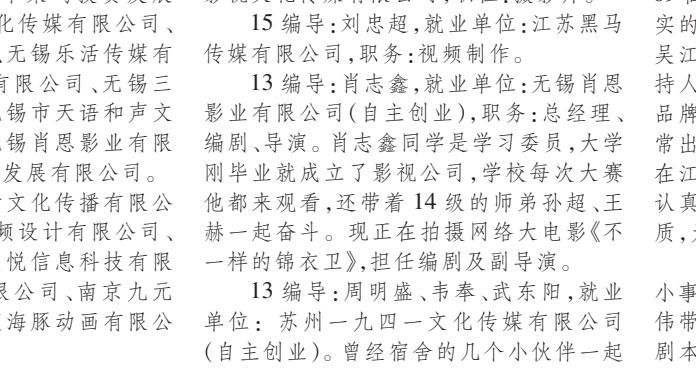 化传媒有限公司、
、无锡乐活传媒有
有限公司、无锡三
锡市天语和声文
锡肖恩影业有限
发展有限公司。
文化传播有限公
频设计有限公司、
悦信息科技有限
限公司、南京九元
海豚动画有限公
15 编导:刘忠超,就业单位:江苏黑马
传媒有限公司,职务:视频制作。
13 编导:肖志鑫,就业单位:无锡肖恩
影业有限公司(自主创业),职务:总经理、
编剧、导演。肖志鑫同学是学习委员,大学
刚毕业就成立了影视公司,学校每次大赛
他都来观看,还带着 14 级的师弟孙超、王
赫一起奋斗。现正在拍摄网络大电影《不
一样的锦衣卫》,担任编剧及副导演。
13 编导:周明盛、韦奉、武东阳,就业
单位: 苏州一九四一文化传媒有限公司
(自主创业)。曾经宿舍的几个小伙伴一起
实的
吴江
持人
品牌
常出
在江
认真
质,
小事
伟带
剧本